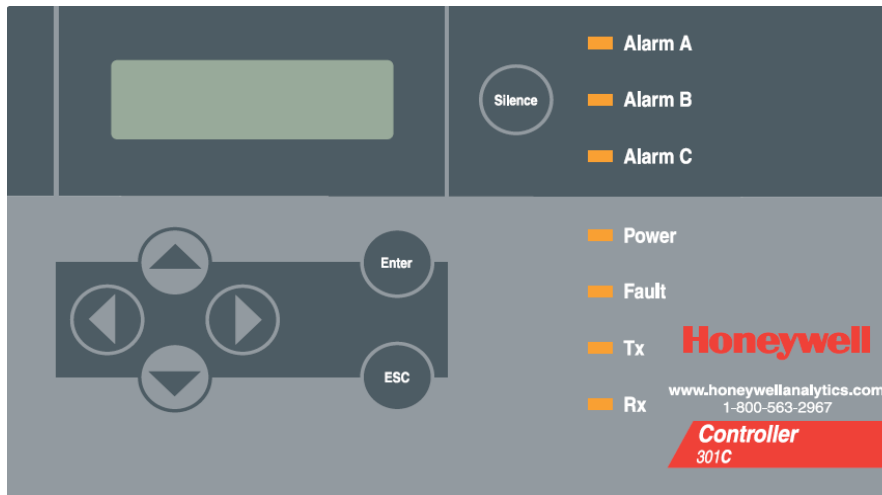 Silence
Alarm A
Alarm B
Alarm C
Enter
ESC
Power
Fault
Tx
Rx
Honeywell
www.honeywellanalytics.com
1-800-563-2967
Controller
301C